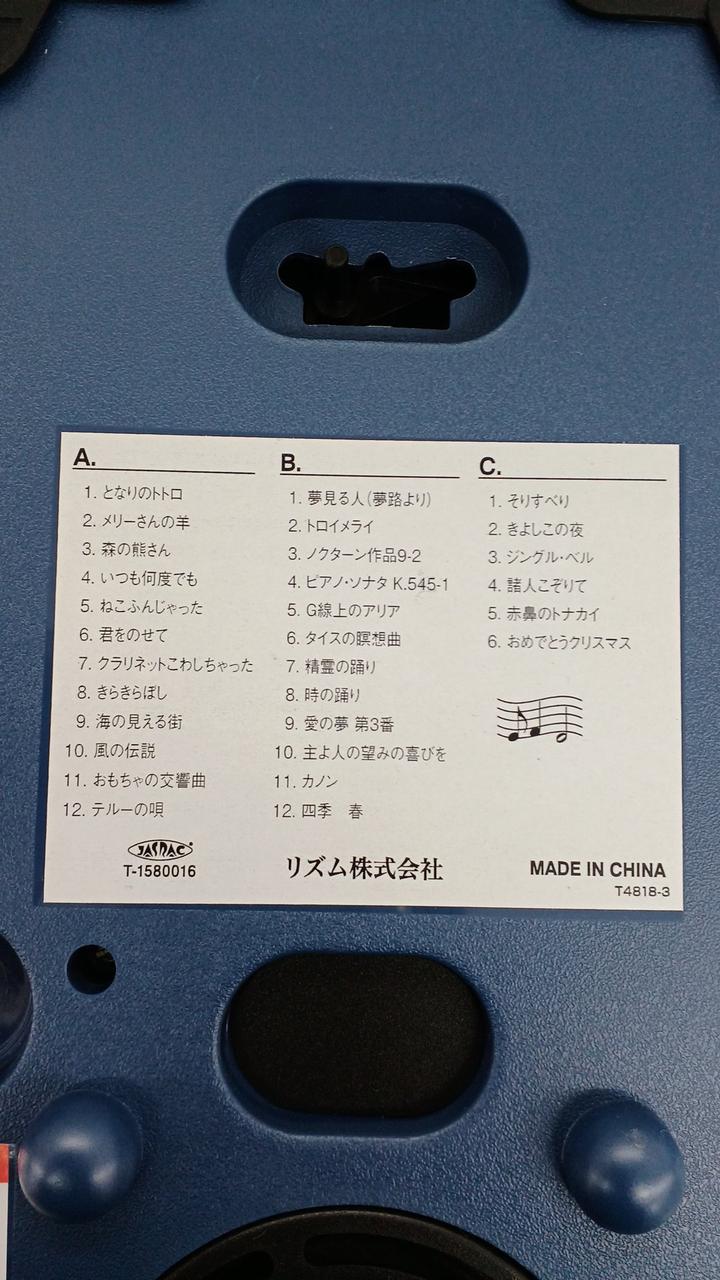 A.
1. となりのトトロ
2. メリーさんの羊
3. 森の熊さん
4. いつも何度でも
5. ねこふんじゃった
6. 君をのせて
7. クラリネットこわしちゃった
8. きらきらぼし
9. 海の見える街
10. 風の伝説
11. おもちゃの交響曲
12. テルーの唄
B.
1. 夢見る人(夢路より)
2. トロイメライ
3. ノクターン作品9-2
4. ピアノ・ソナタ K.545-1
5. G線上のアリア
6. タイスの瞑想曲
7. 精霊の踊り
8. 時の踊り
9. 愛の夢 第3番
10. 主よ人の望みの喜びを
11. カノン
12. 四季 春
C.
1. そりすべり
2. きよしこの夜
3. ジングル・ベル
4. 諸人こぞりて
5. 赤鼻のトナカイ
6. おめでとうクリスマス
JASRAC
T-1580016
リズム株式会社
MADE IN CHINA
T4818-3